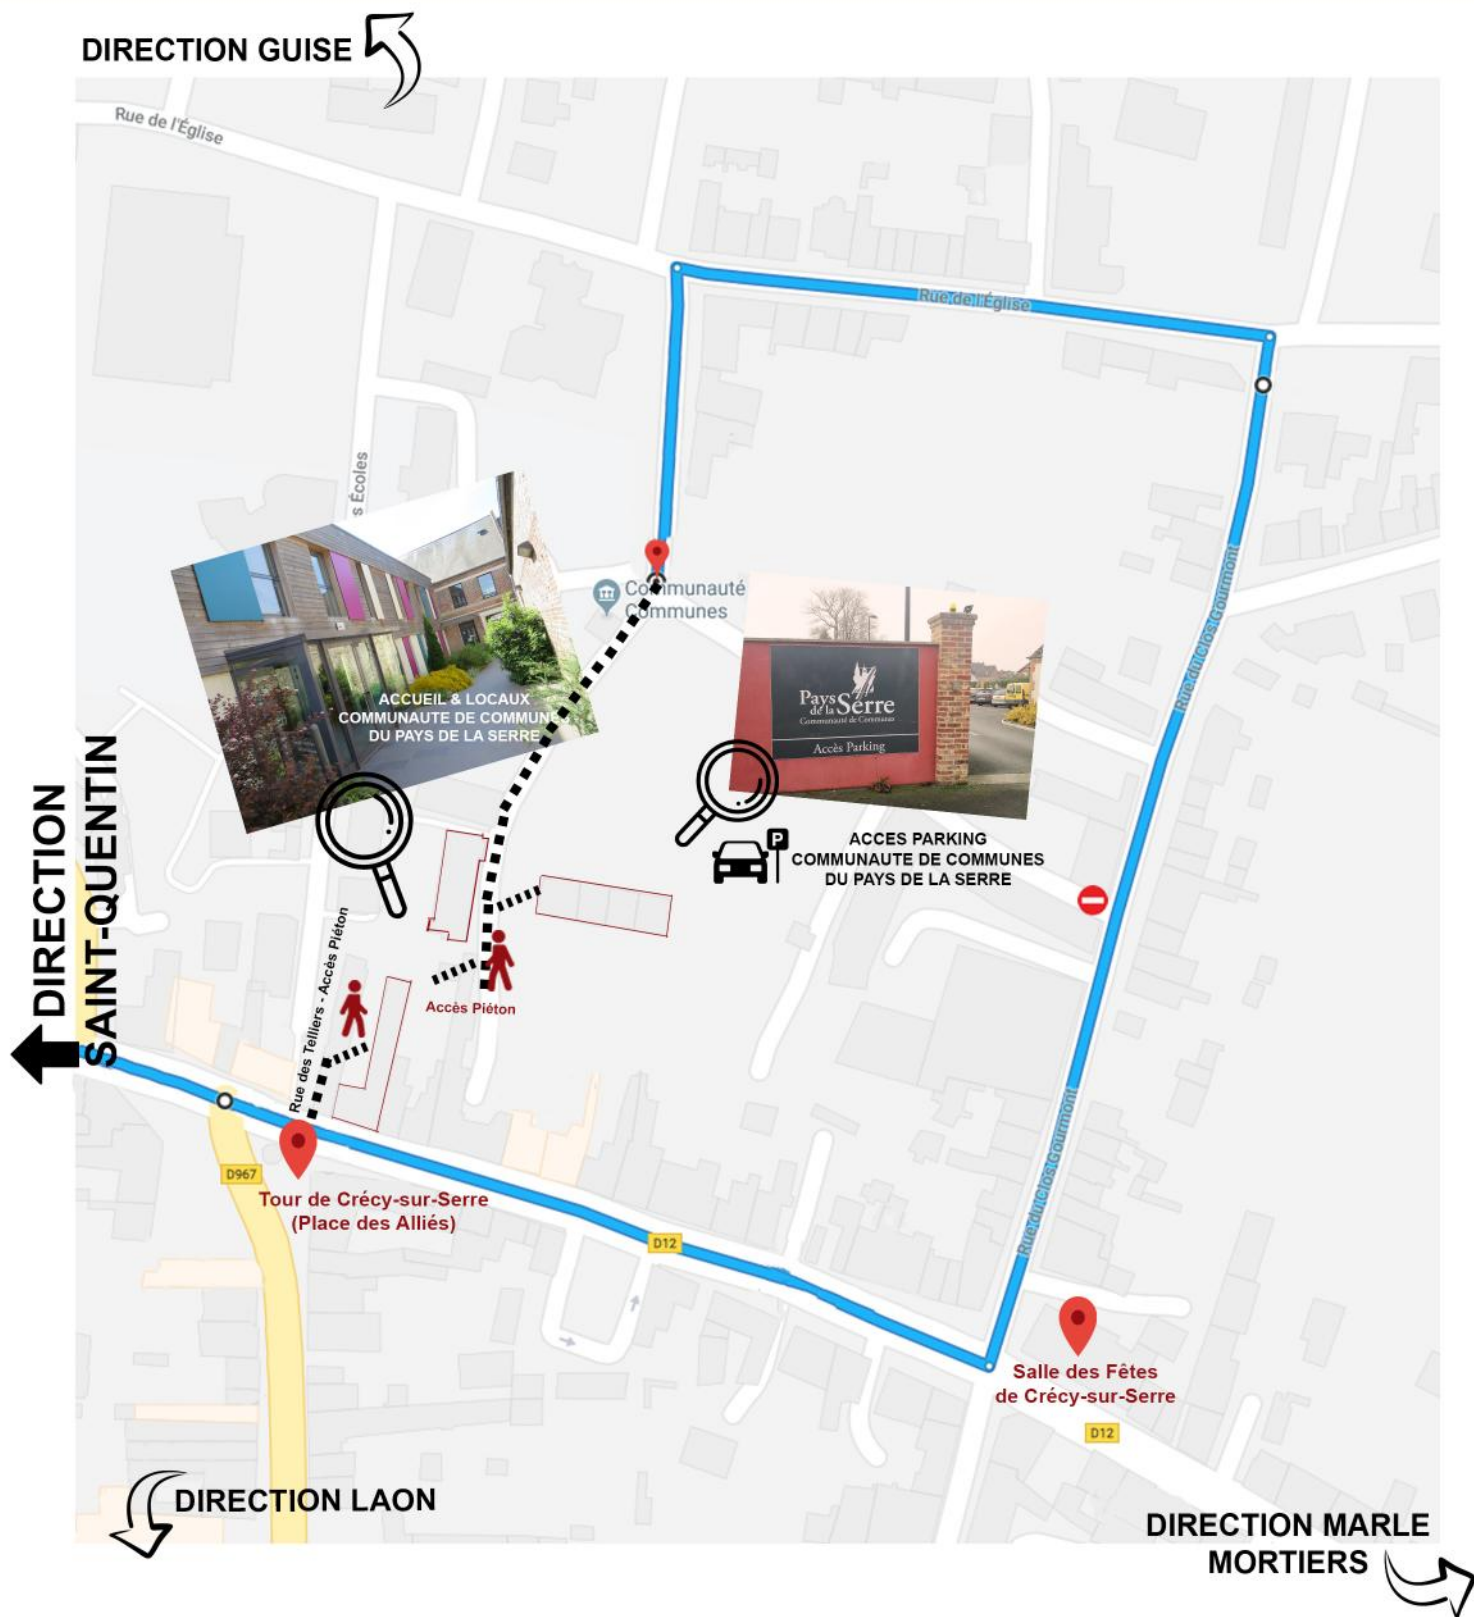 DIRECTION GUISE
Rue de l'Église
Rue de l'Église
s Écoles
Communauté
Communes
Rue du Clos Gourmont
ACCUEIL & LOCAUX
COMMUNAUTE DE COMMUNE
DU PAYS DE LA SERRE
Pays
de la Serre
Communauté de Communes
Accès Parking
P
ACCES PARKING
COMMUNAUTE DE COMMUNES
DU PAYS DE LA SERRE
DIRECTION
SAINT-QUENTIN
Rue des Telliers - Accès Piéton
Accès Piéton
D967
Tour de Crécy-sur-Serre
(Place des Alliés)
D12
Rue du Clos Gourmont
Salle des Fêtes
de Crécy-sur-Serre
D12
DIRECTION LAON
DIRECTION MARLE
MORTIERS